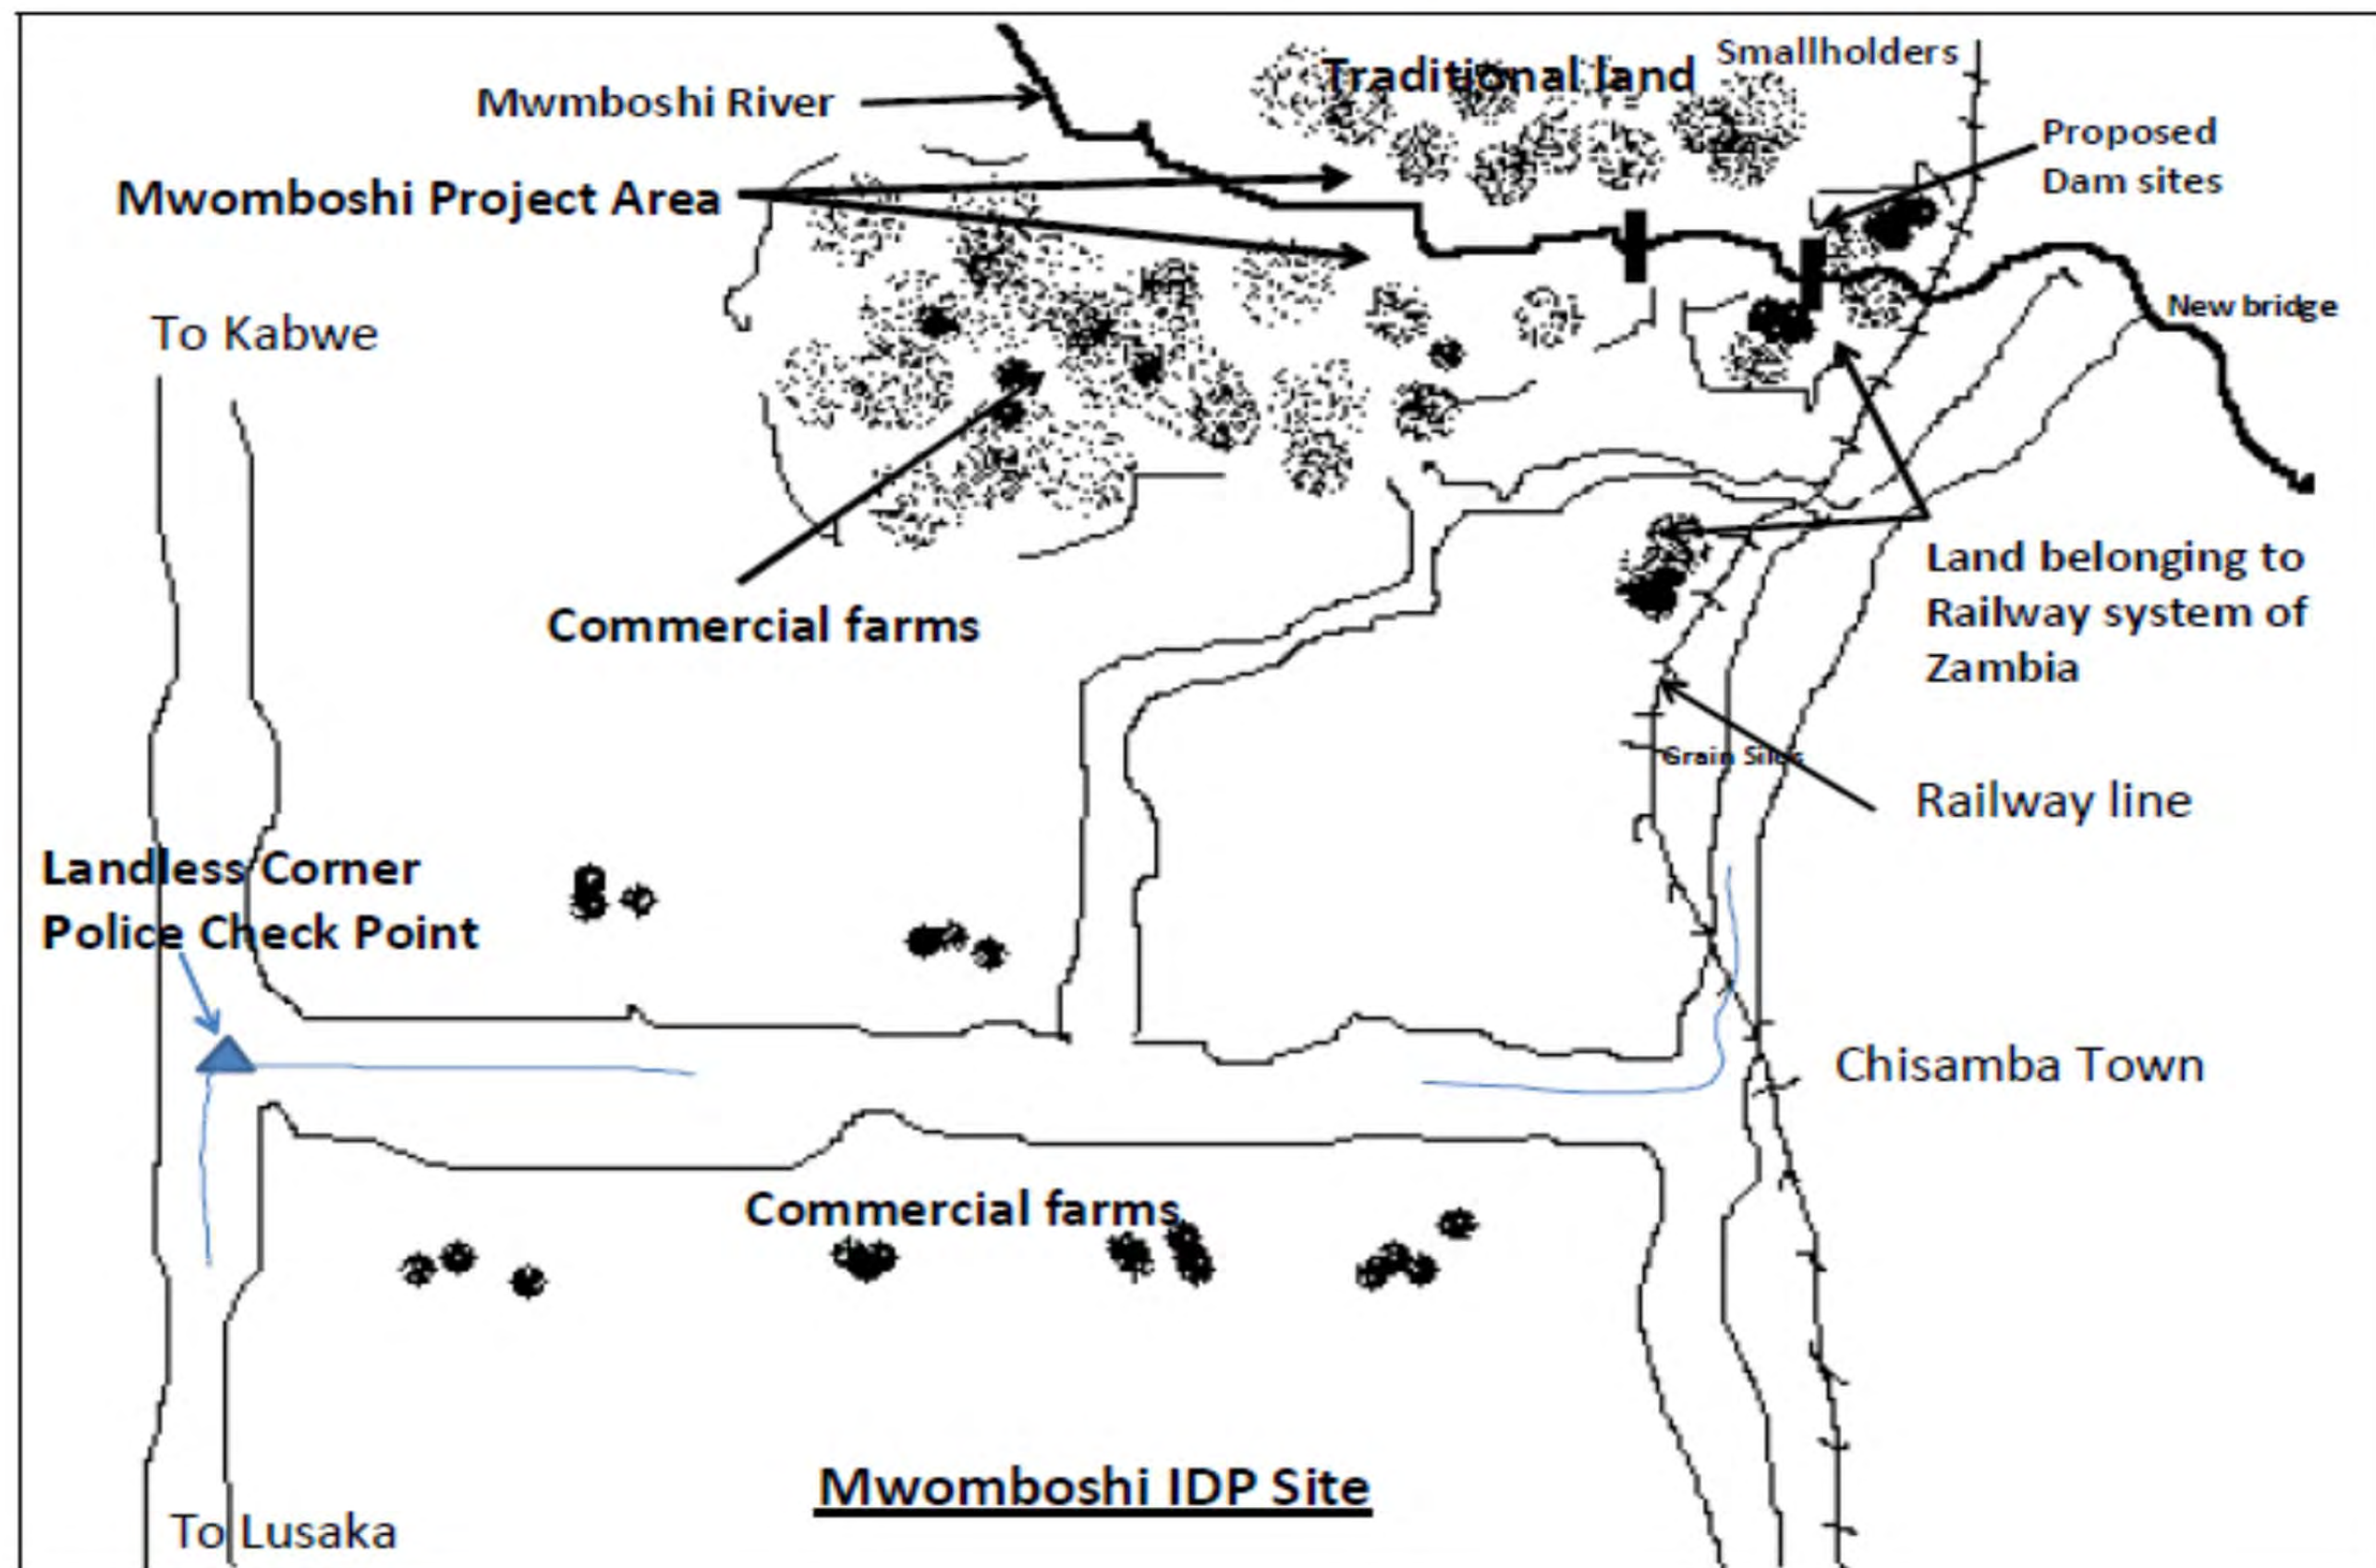 Smallholders
Traditional land
Mwmboshi River
Proposed
Dam sites
Mwomboshi Project Area
New bridge
To Kabwe
Land belonging to
Railway system of
Zambia
Commercial farms
Grain Silos
Railway line
Landless Corner
Police Check Point
Chisamba Town
Commercial farms
Mwomboshi IDP Site
To Lusaka